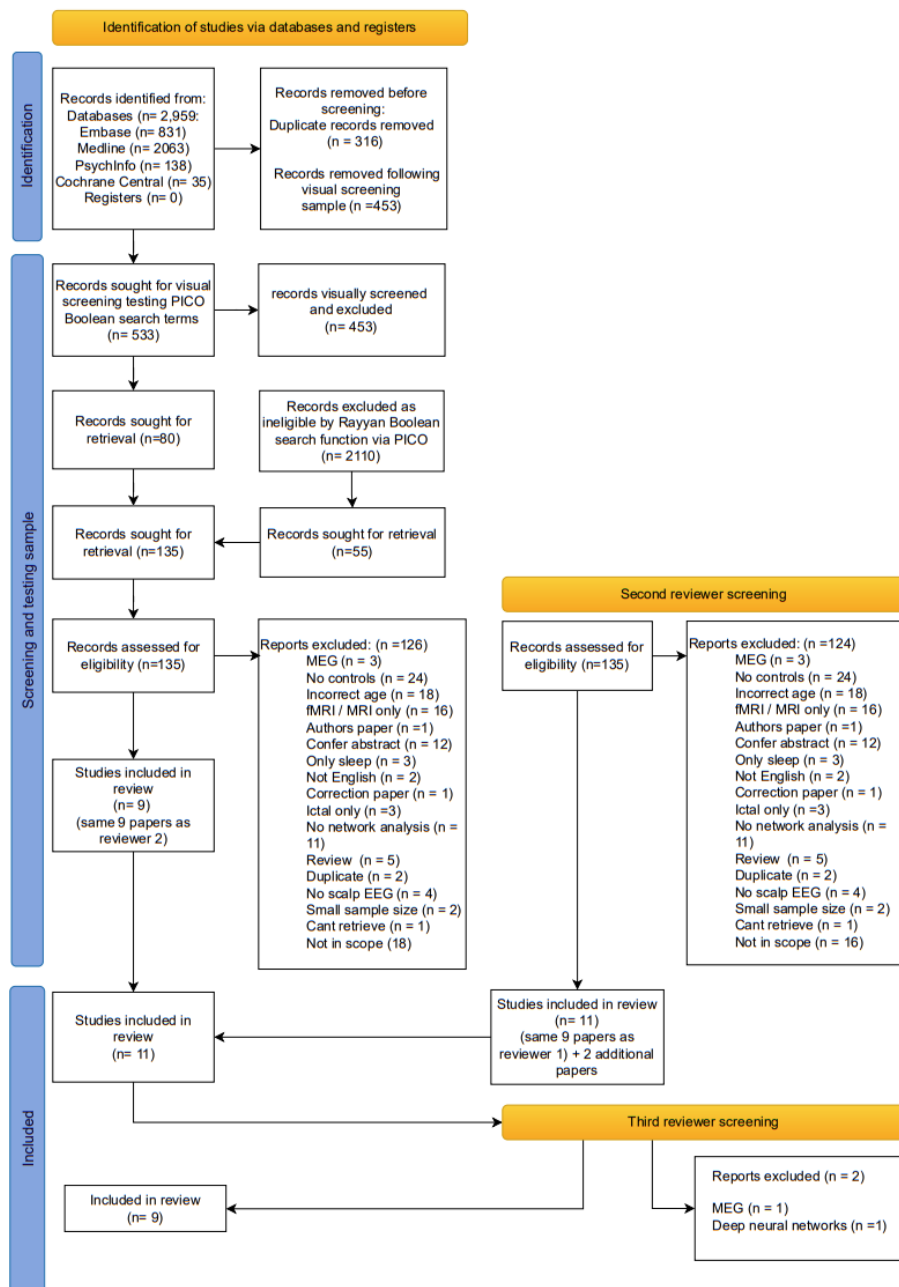 Identification of studies via databases and registers
Identification
Records identified from:
Databases (n= 2,959:
Embase (n= 831)
Medline (n= 2063)
PsychInfo (n= 138)
Cochrane Central (n= 35)
Registers (n= 0)
Records removed before
screening:
Duplicate records removed
(n = 316)
Records removed following
visual screening
sample (n =453)
Screening and testing sample
Records sought for visual
screening testing PICO
Boolean search terms
(n= 533)
records visually screened
and excluded
(n= 453)
Records sought for
retrieval (n=80)
Records excluded as
ineligible by Rayyan Boolean
search function via PICO
(n= 2110)
Records sought for
retrieval (n=135)
Records sought for retrieval
(n=55)
Records assessed for
eligibility (n=135)
Reports excluded: (n =126)
MEG (n = 3)
No controls (n = 24)
Incorrect age (n = 18)
fMRI / MRI only (n = 16)
Authors paper (n =1)
Confer abstract (n = 12)
Only sleep (n = 3)
Not English (n = 2)
Correction paper (n = 1)
Ictal only (n =3)
No network analysis (n =
11)
Review (n = 5)
Duplicate (n = 2)
No scalp EEG (n = 4)
Small sample size (n = 2)
Cant retrieve (n = 1)
Not in scope (18)
Second reviewer screening
Records assessed for
eligibility (n=135)
Reports excluded: (n =124)
MEG (n = 3)
No controls (n = 24)
Incorrect age (n = 18)
fMRI / MRI only (n = 16)
Authors paper (n =1)
Confer abstract (n = 12)
Only sleep (n = 3)
Not English (n = 2)
Correction paper (n = 1)
Ictal only (n =3)
No network analysis (n =
11)
Review (n = 5)
Duplicate (n = 2)
No scalp EEG (n = 4)
Small sample size (n = 2)
Cant retrieve (n = 1)
Not in scope (n = 16)
Studies included in review
(n= 9)
(same 9 papers as
reviewer 2)
Included
Studies included in
review
(n= 11)
Studies included in review
(n= 11)
(same 9 papers as
reviewer 1) + 2 additional
papers
Third reviewer screening
Included in review
(n= 9)
Reports excluded (n = 2)
MEG (n = 1)
Deep neural networks (n =1)